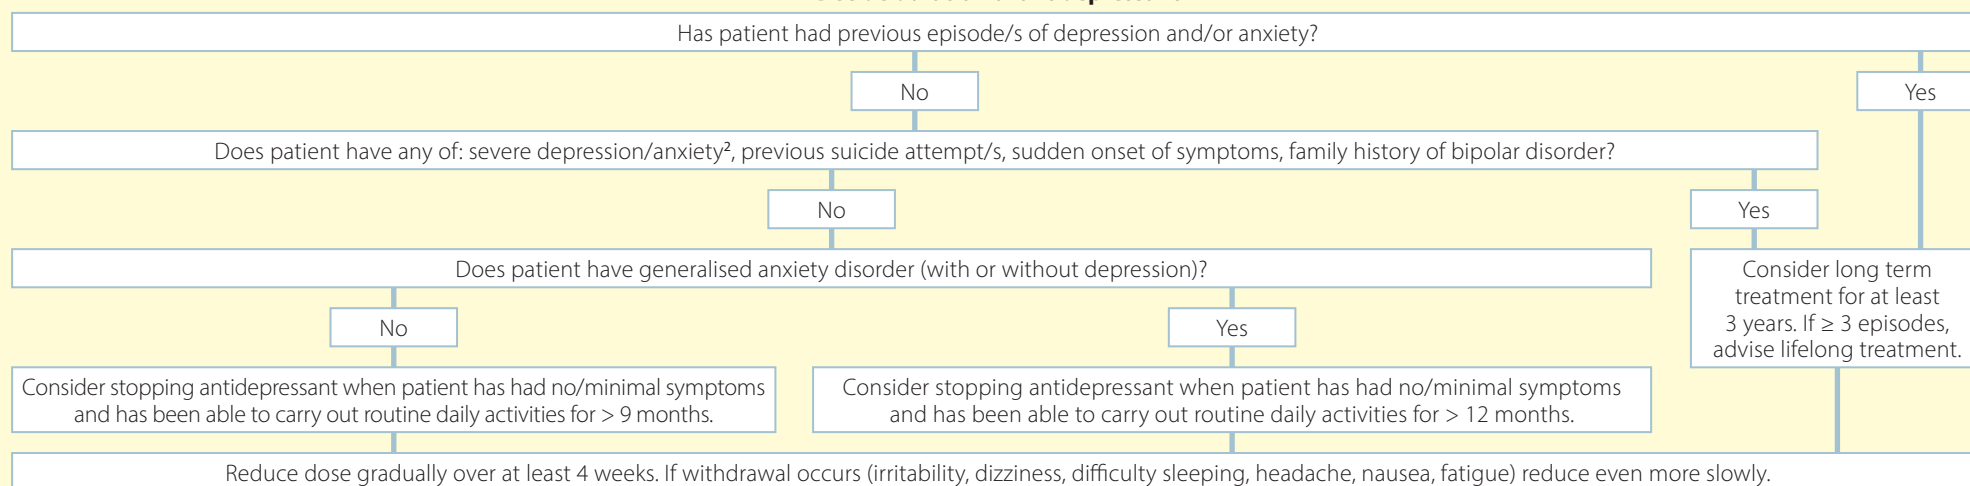 Has patient had previous episode/s of depression and/or anxiety?
No
Yes
Does patient have any of: severe depression/anxiety², previous suicide attempt/s, sudden onset of symptoms, family history of bipolar disorder?
No
Yes
Does patient have generalised anxiety disorder (with or without depression)?
No
Yes
Consider long term
treatment for at least
3 years. If ≥ 3 episodes,
advise lifelong treatment.
Consider stopping antidepressant when patient has had no/minimal symptoms
and has been able to carry out routine daily activities for > 9 months.
Consider stopping antidepressant when patient has had no/minimal symptoms
and has been able to carry out routine daily activities for > 12 months.
Reduce dose gradually over at least 4 weeks. If withdrawal occurs (irritability, dizziness, difficulty sleeping, headache, nausea, fatigue) reduce even more slowly.